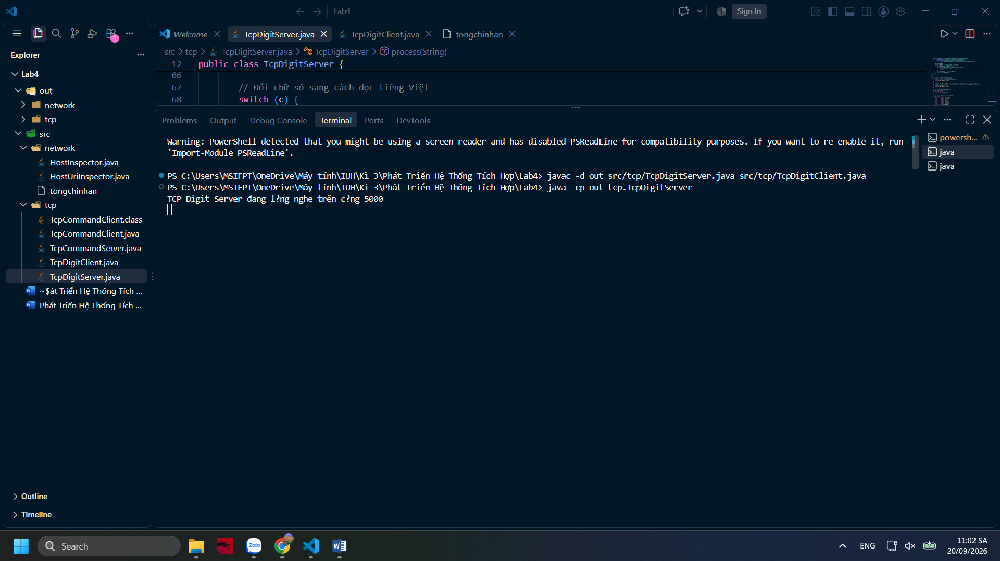 Lab4
Sign In
1
Explorer
Lab4
out
network
tcp
src
network
HostInspector.java
HostUriInspector.java
tongchinhan
tcp
TcpCommandClient.class
TcpCommandClient.java
TcpCommandServer.java
TcpDigitClient.java
TcpDigitServer.java
~$át Triển Hệ Thống Tích ...
Phát Triển Hệ Thống Tích ...
Outline
Timeline
Welcome TcpDigitServer.java TcpDigitClient.java tongchinhan
src > tcp > TcpDigitServer.java > TcpDigitServer > process(String)
12 public class TcpDigitServer {
66
67 // Đổi chữ số sang cách đọc tiếng Việt
68 switch (c) {
Problems Output Debug Console Terminal Ports DevTools
Warning: PowerShell detected that you might be using a screen reader and has disabled PSReadLine for compatibility purposes. If you want to re-enable it, run
'Import-Module PSReadLine'.
PS C:\Users\MSIFPT\OneDrive\Máy tính\IUH\Kì 3\Phát Triển Hệ Thống Tích Hợp\Lab4> javac -d out src/tcp/TcpDigitServer.java src/tcp/TcpDigitClient.java
PS C:\Users\MSIFPT\OneDrive\Máy tính\IUH\Kì 3\Phát Triển Hệ Thống Tích Hợp\Lab4> java -cp out tcp.TcpDigitServer
TCP Digit Server đang l?ng nghe trên c?ng 5000
powersh...
java
java
Search
Zalo
ENG
11:02 SA
20/09/2026